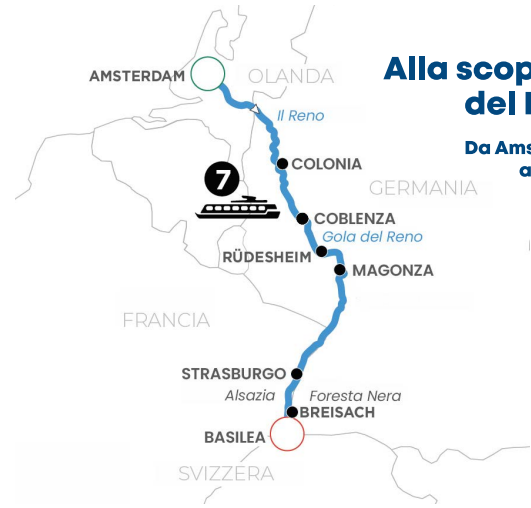 Alla scop
del
Da Ams
a
AMSTERDAM
OLANDA
Il Reno
COLONIA
7
GERMANIA
COBLENZA
Gola del Reno
RÜDESHEIM
MAGONZA
FRANCIA
STRASBURGO
Alsazia
Foresta Nera
BREISACH
BASILEA
SVIZZERA